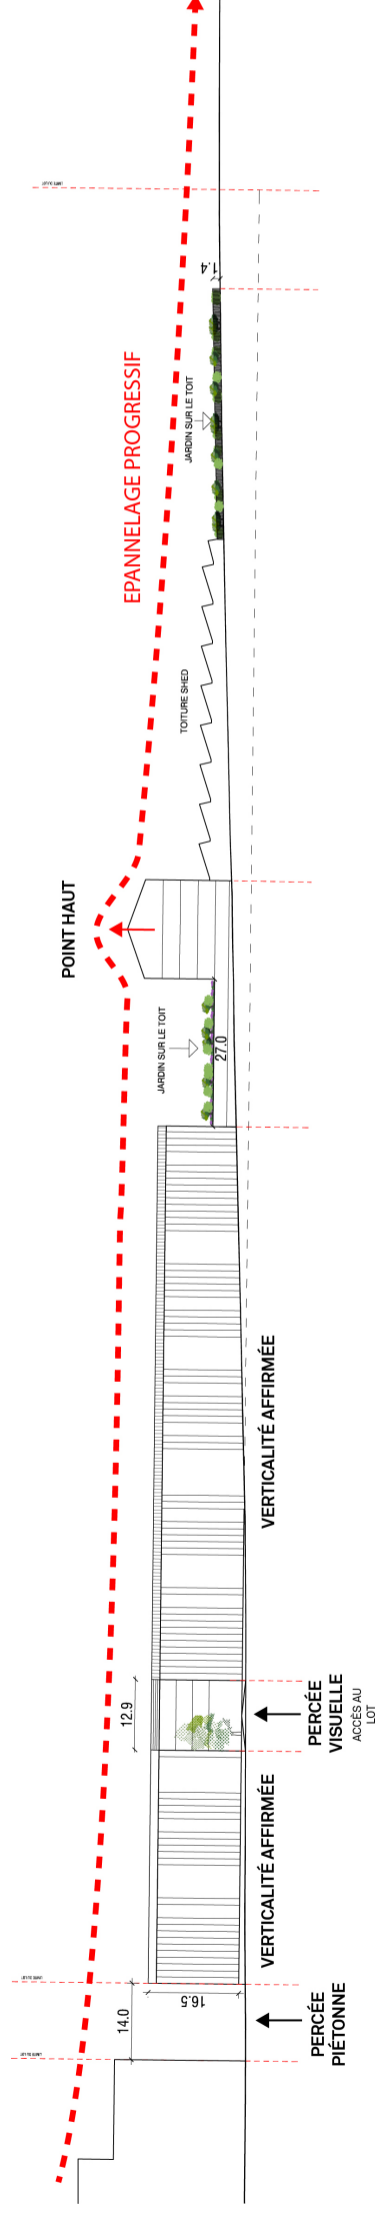 14.0
PERCÉE
PIÉTONNE
16.5
VERTICALITÉ AFFIRMÉE
12.9
PERCÉE
VISUELLE
ACCÈS AU
LOT
VERTICALITÉ AFFIRMÉE
JARDIN SUR LE TOIT
27.0
POINT HAUT
TOITURE SHED
EPANNELAGE PROGRESSIF
JARDIN SUR LE TOIT
1.4